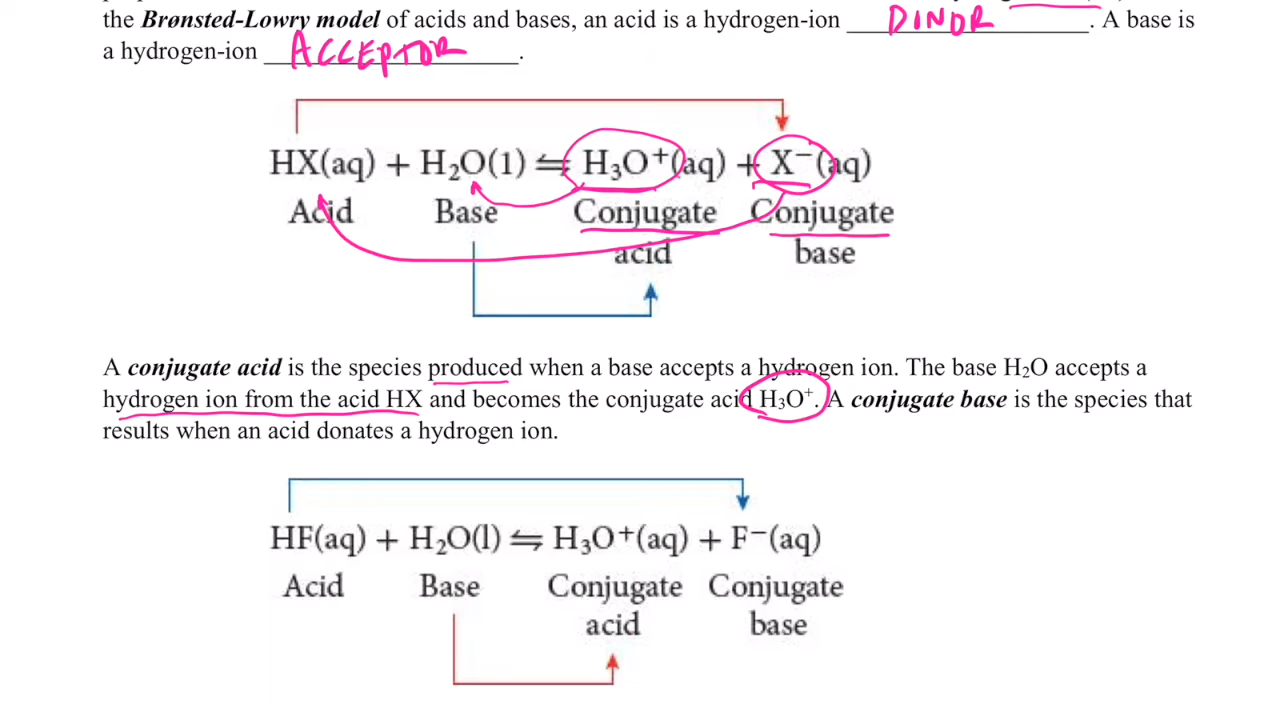 the Brønsted-Lowry model of acids and bases, an acid is a hydrogen-ion DINOR. A base is
a hydrogen-ion ACCEPTOR.
HX(aq) + H₂O(1) ⇋ H₃O⁺(aq) + X⁻(aq)
Acid Base Conjugate acid Conjugate base
A conjugate acid is the species produced when a base accepts a hydrogen ion. The base H₂O accepts a
hydrogen ion from the acid HX and becomes the conjugate acid H₃O⁺. A conjugate base is the species that
results when an acid donates a hydrogen ion.
HF(aq) + H₂O(l) ⇋ H₃O⁺(aq) + F⁻(aq)
Acid Base Conjugate acid Conjugate base